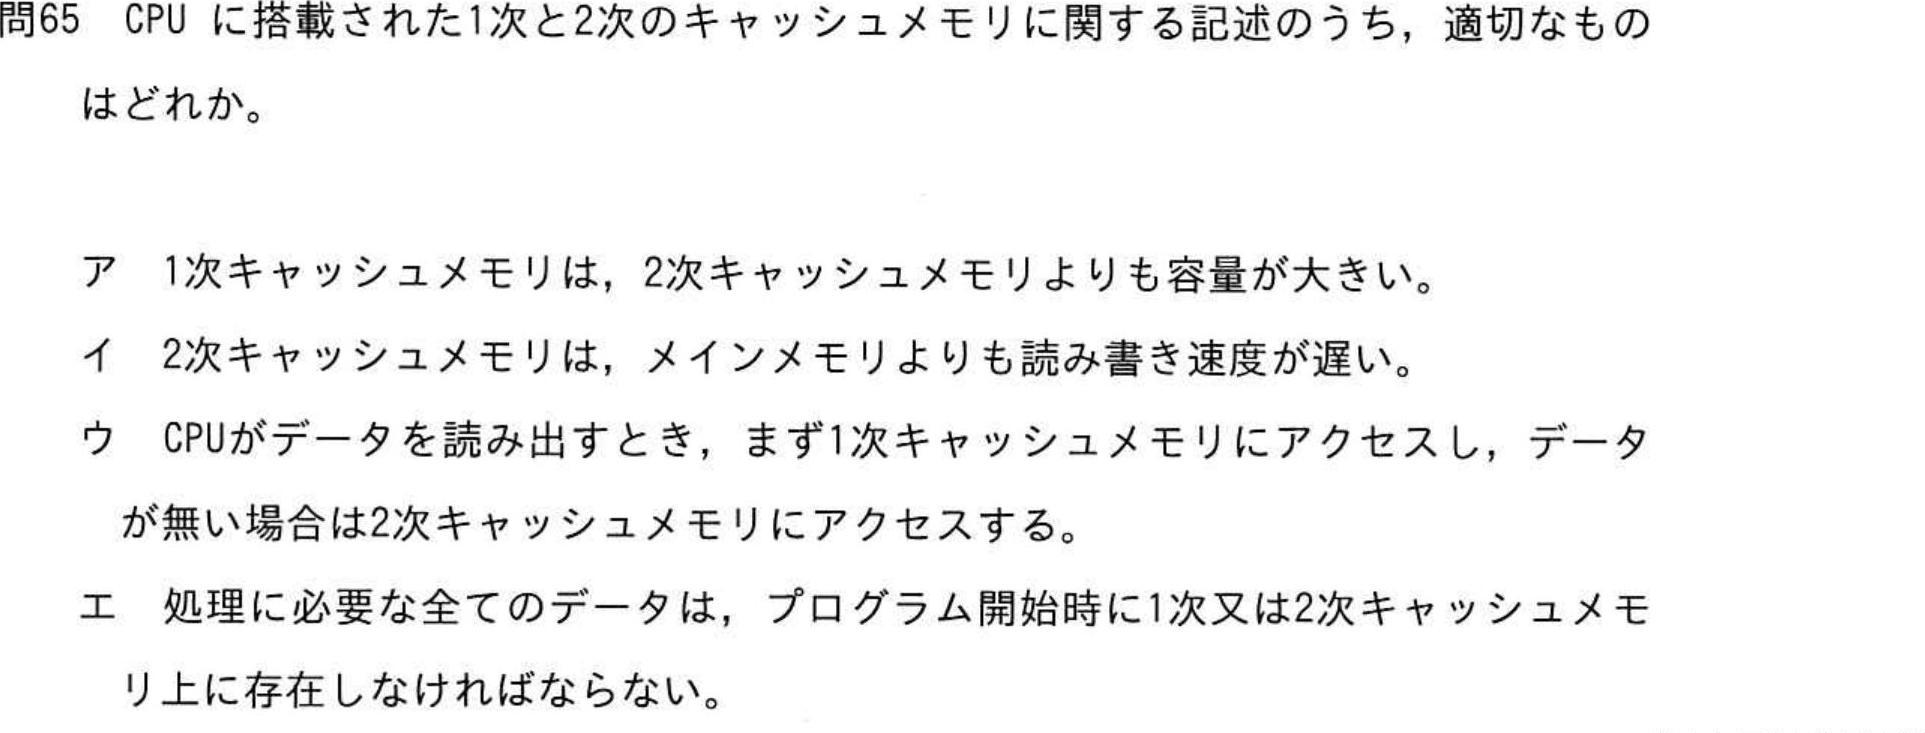 問65 CPU に搭載された1次と2次のキャッシュメモリに関する記述のうち，適切なもの
はどれか。
ア 1次キャッシュメモリは，2次キャッシュメモリよりも容量が大きい。
イ 2次キャッシュメモリは，メインメモリよりも読み書き速度が遅い。
ウ CPUがデータを読み出すとき，まず1次キャッシュメモリにアクセスし，データ
が無い場合は2次キャッシュメモリにアクセスする。
エ 処理に必要な全てのデータは，プログラム開始時に1次又は2次キャッシュメモ
リ上に存在しなければならない。